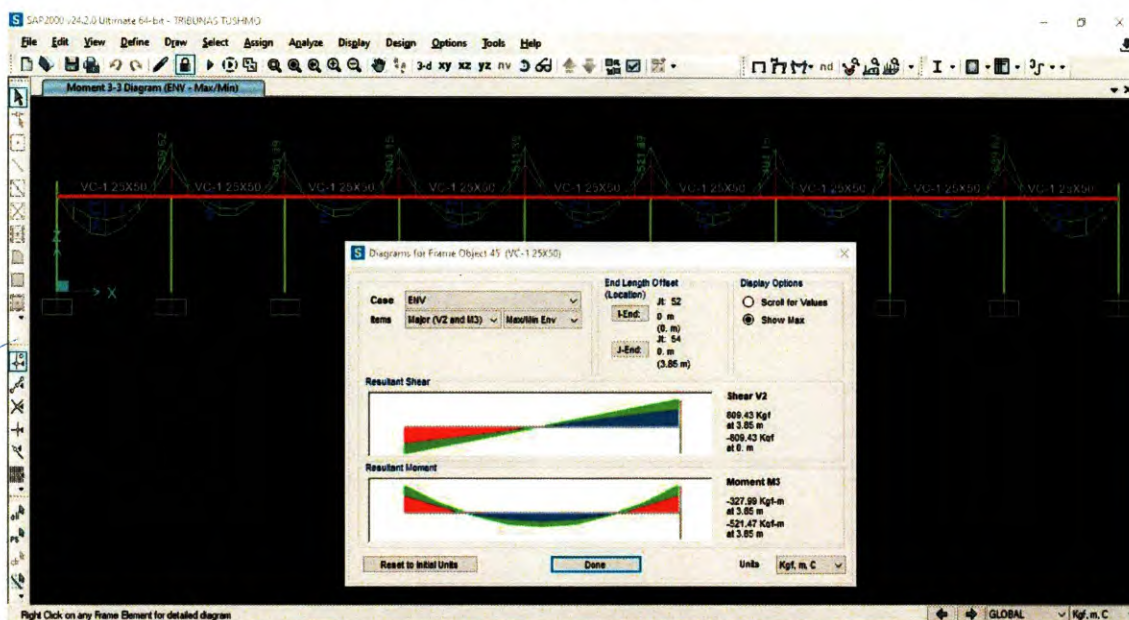 SAP2000 v24.2.0 Ultimate 64-bit - TRIBUNAS TUSHMO
File Edit View Define Draw Select Assign Analyze Display Design Options Tools Help
3-d xy xz yz nv
nd
Moment 3-3 Diagram (ENV - Max/Min)
VC-1 25X50 VC-1 25X50 VC-1 25X50 VC-1 25X50 VC-1 25X50 VC-1 25X50 VC-1 25X50 VC-1 25X50
Z
X
Diagrams for Frame Object 45 (VC-1 25X50)
Case ENV
Items Major (V2 and M3) Max/Min Env
End Length Offset
(Location)
Jt: 52
I-End: 0 m
(0. m)
Jt: 54
J-End: 0. m
(3.85 m)
Display Options
Scroll for Values
Show Max
Resultant Shear
Shear V2
809.43 Kgf
at 3.85 m
-809.43 Kgf
at 0. m
Resultant Moment
Moment M3
-327.99 Kgf-m
at 3.85 m
-521.47 Kgf-m
at 3.85 m
Reset to Initial Units Done Units Kgf, m, C
Right Click on any Frame Element for detailed diagram
GLOBAL Kgf, m, C